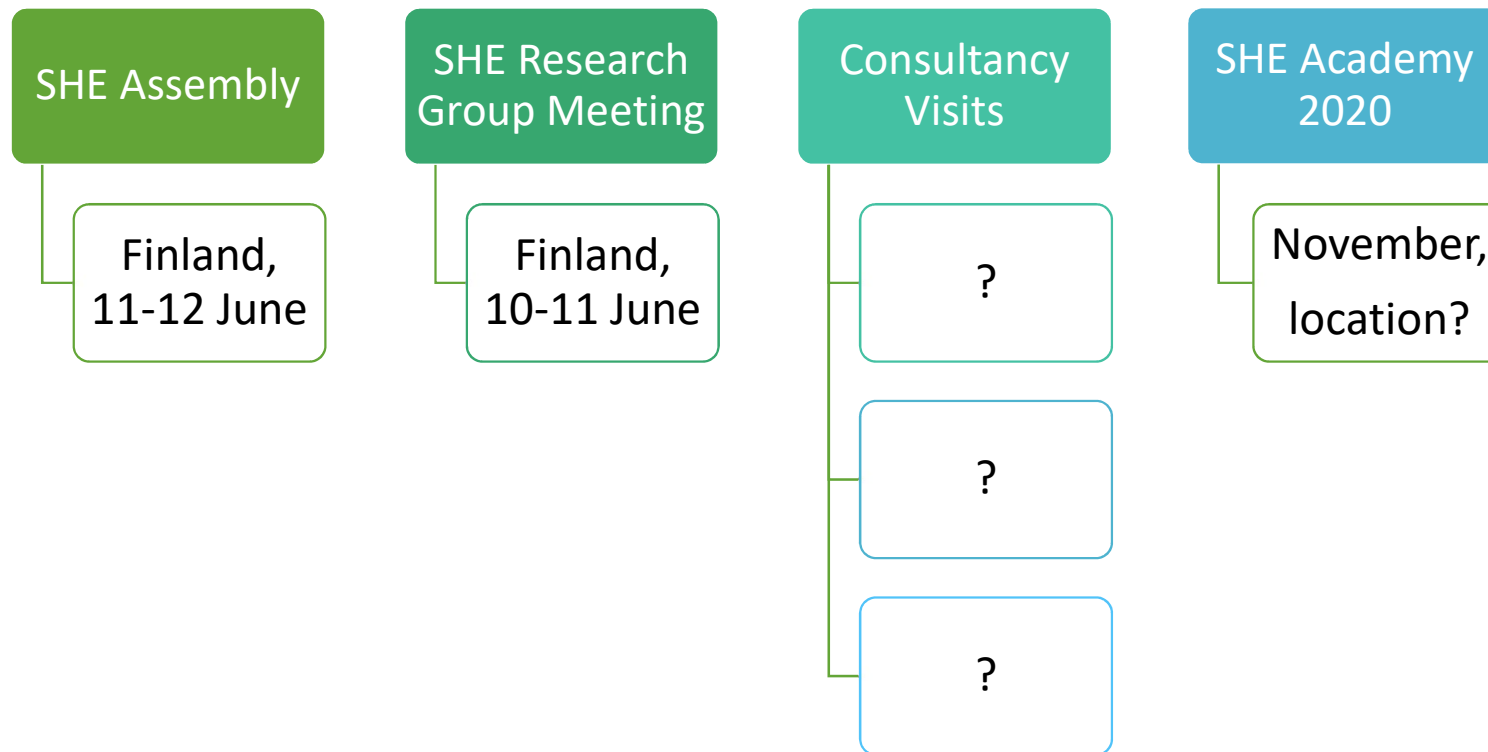 SHE Assembly
Finland,
11-12 June
SHE Research
Group Meeting
Finland,
10-11 June
Consultancy
Visits
?
?
?
SHE Academy
2020
November,
location?